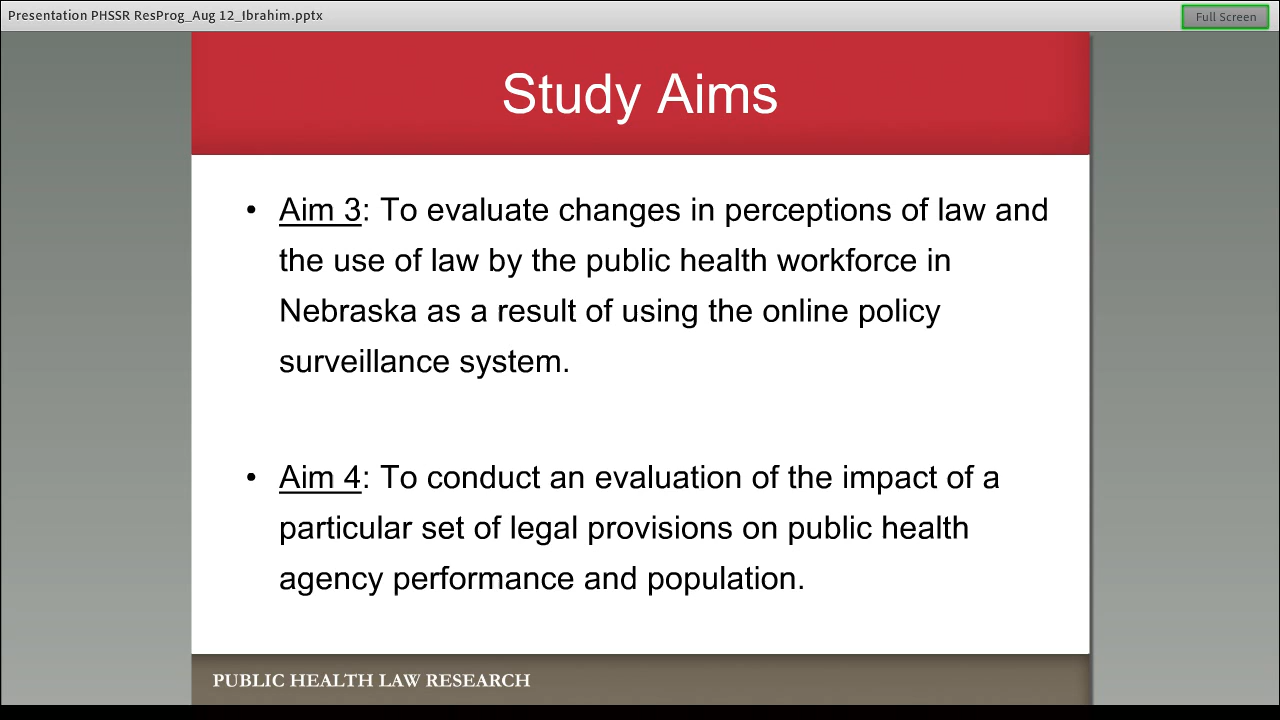 Presentation PHSSR ResProg_Aug 12_Ibrahim.pptx
Full Screen
Study Aims
• Aim 3: To evaluate changes in perceptions of law and
the use of law by the public health workforce in
Nebraska as a result of using the online policy
surveillance system.
• Aim 4: To conduct an evaluation of the impact of a
particular set of legal provisions on public health
agency performance and population.
PUBLIC HEALTH LAW RESEARCH